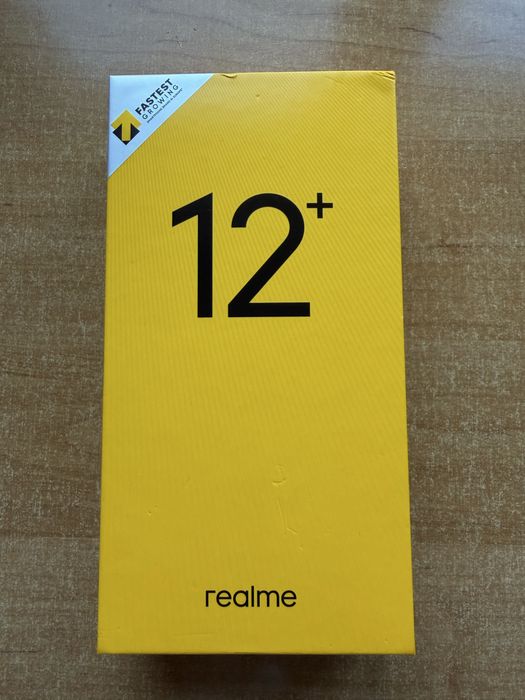 FASTEST
GROWING
12+
realme